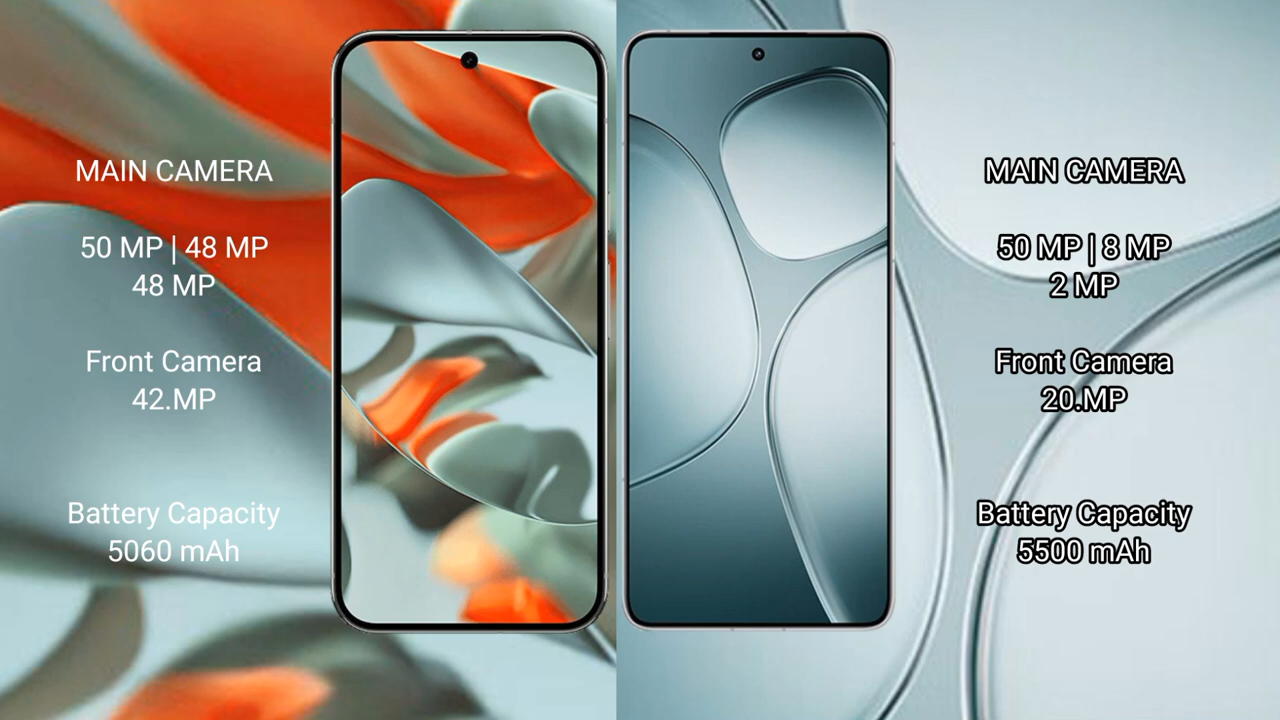 MAIN CAMERA
50 MP | 48 MP
48 MP
Front Camera
42.MP
Battery Capacity
5060 mAh
MAIN CAMERA
50 MP | 8 MP
2 MP
Front Camera
20.MP
Battery Capacity
5500 mAh